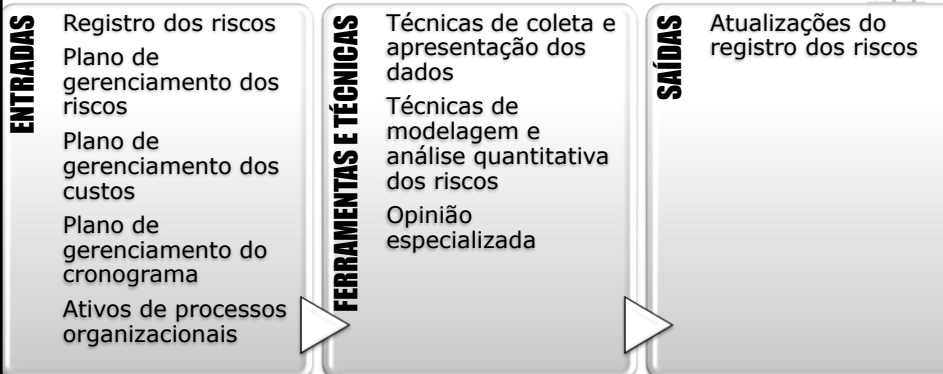 ENTRADAS
Registro dos riscos
Plano de
gerenciamento dos
riscos
Plano de
gerenciamento dos
custos
Plano de
gerenciamento do
cronograma
Ativos de processos
organizacionais
FERRAMENTAS E TÉCNICAS
Técnicas de coleta e
apresentação dos
dados
Técnicas de
modelagem e
análise quantitativa
dos riscos
Opinião
especializada
SAÍDAS
Atualizações do
registro dos riscos